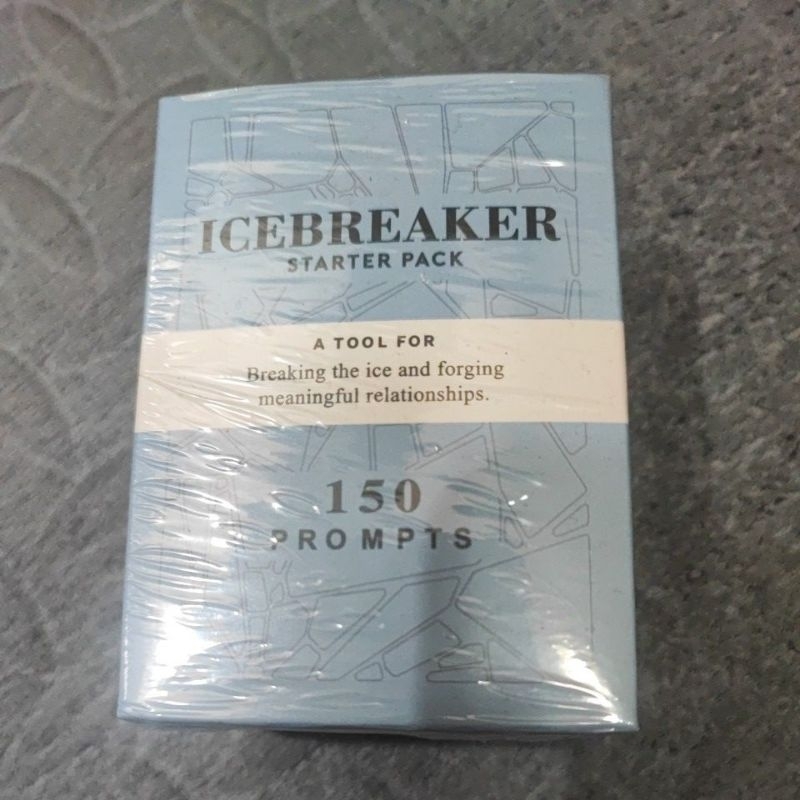 ICEBREAKER
STARTER PACK
A TOOL FOR
Breaking the ice and forging
meaningful relationships.
150
PROMPTS